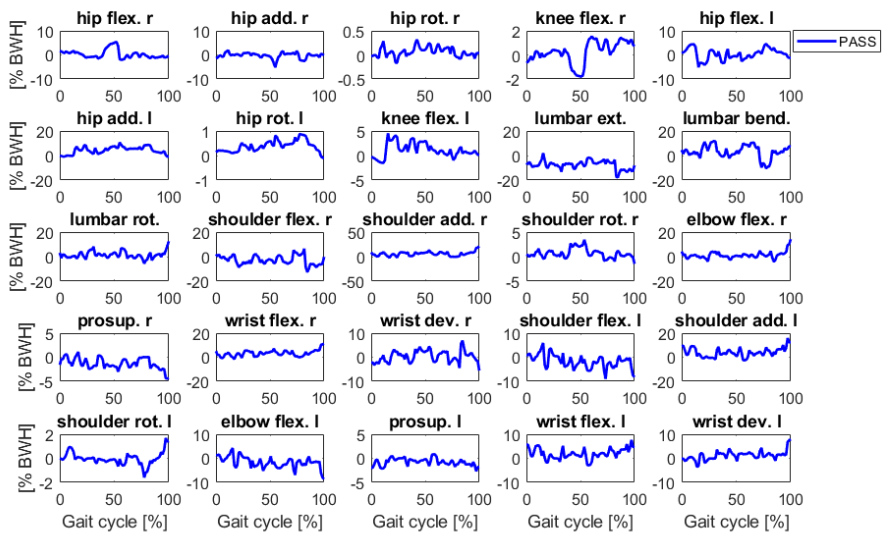 hip flex. r hip add. r hip rot. r knee flex. r hip flex. l
[% BWH] 10 0 -10 10 0 -10 0.5 0 -0.5 2 0 -2 10 0 -10 PASS
0 50 100 0 50 100 0 50 100 0 50 100 0 50 100
hip add. l hip rot. l knee flex. l lumbar ext. lumbar bend.
[% BWH] 20 0 -20 1 0 -1 5 0 -5 20 0 -20 20 0 -20
0 50 100 0 50 100 0 50 100 0 50 100 0 50 100
lumbar rot. shoulder flex. r shoulder add. r shoulder rot. r elbow flex. r
[% BWH] 20 0 -20 20 0 -20 50 0 -50 5 0 -5 20 0 -20
0 50 100 0 50 100 0 50 100 0 50 100 0 50 100
prosup. r wrist flex. r wrist dev. r shoulder flex. l shoulder add. l
[% BWH] 5 0 -5 20 0 -20 10 0 -10 10 0 -10 20 0 -20
0 50 100 0 50 100 0 50 100 0 50 100 0 50 100
shoulder rot. l elbow flex. l prosup. l wrist flex. l wrist dev. l
[% BWH] 2 0 -2 10 0 -10 10 0 -10 10 0 -10 10 0 -10
0 50 100 0 50 100 0 50 100 0 50 100 0 50 100
Gait cycle [%] Gait cycle [%] Gait cycle [%] Gait cycle [%] Gait cycle [%]